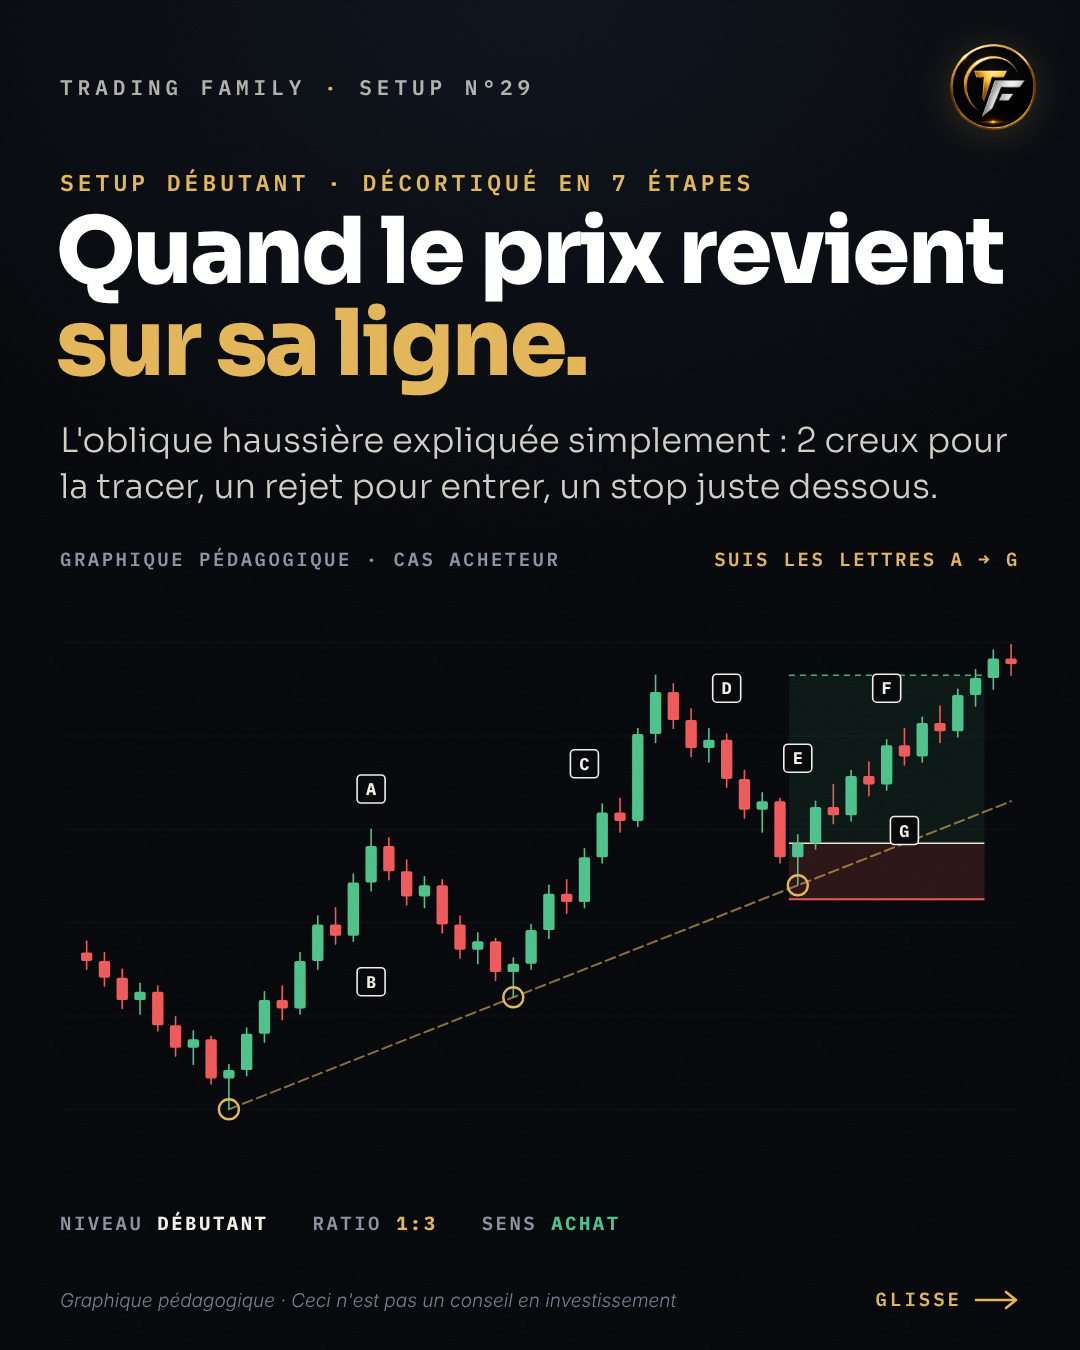 TRADING FAMILY · SETUP N°29
TF
SETUP DÉBUTANT · DÉCORTIQUÉ EN 7 ÉTAPES
Quand le prix revient
sur sa ligne.
L'oblique haussière expliquée simplement : 2 creux pour
la tracer, un rejet pour entrer, un stop juste dessous.
GRAPHIQUE PÉDAGOGIQUE · CAS ACHETEUR
SUIS LES LETTRES A → G
A
B
C
D
E
F
G
NIVEAU DÉBUTANT RATIO 1:3 SENS ACHAT
Graphique pédagogique · Ceci n'est pas un conseil en investissement
GLISSE →